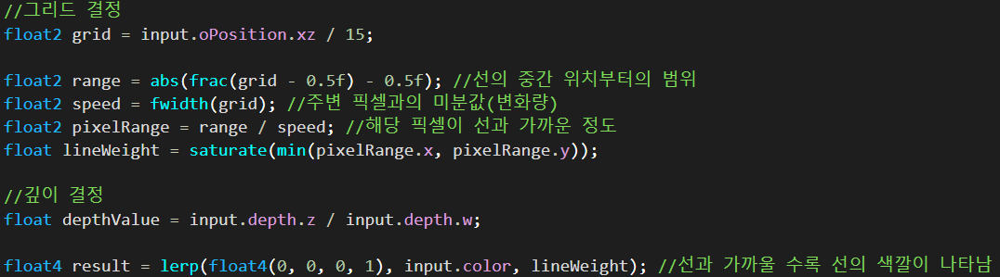 //그리드 결정
float2 grid = input.oPosition.xz / 15;
float2 range = abs(frac(grid - 0.5f) - 0.5f); //선의 중간 위치부터의 범위
float2 speed = fwidth(grid); //주변 픽셀과의 미분값(변화량)
float2 pixelRange = range / speed; //해당 픽셀이 선과 가까운 정도
float lineWeight = saturate(min(pixelRange.x, pixelRange.y));
//깊이 결정
float depthValue = input.depth.z / input.depth.w;
float4 result = lerp(float4(0, 0, 0, 1), input.color, lineWeight); //선과 가까울 수록 선의 색깔이 나타남